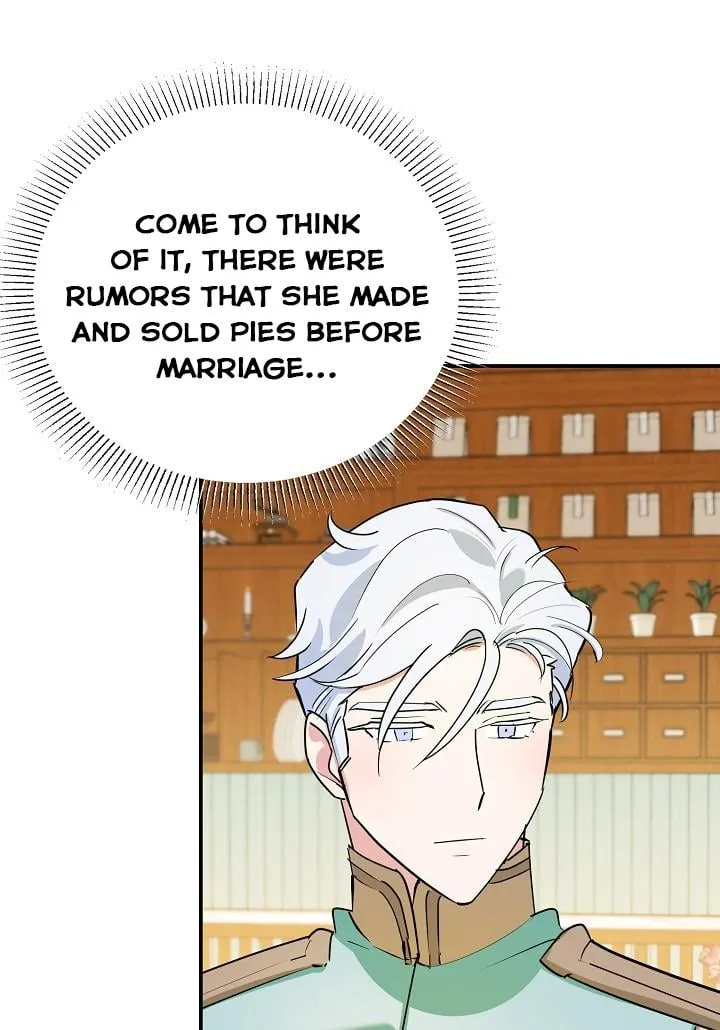 COME TO THINK
OF IT, THERE WERE
RUMORS THAT SHE MADE
AND SOLD PIES BEFORE
MARRIAGE...